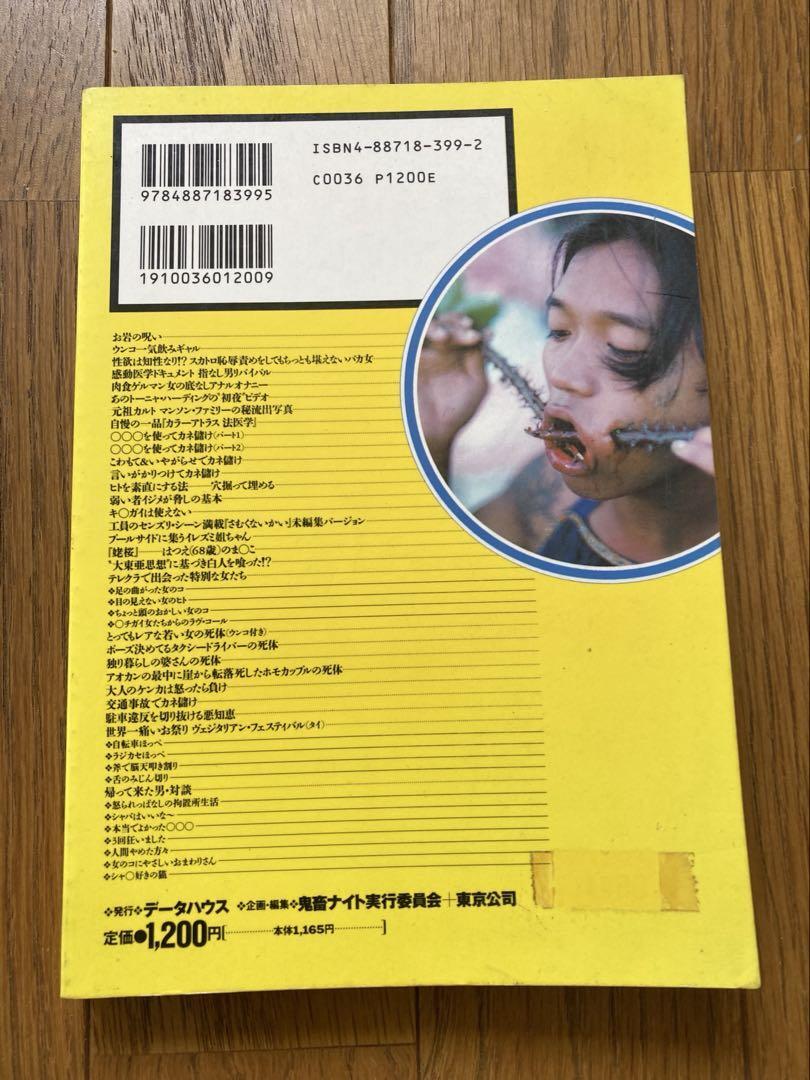 ISBN4-88718-399-2
C0036 P1200E
9784887183995
1910036012009
お岩の呪い
ウンコ一気飲みギャル
性欲は知性なり!? スカトロ恥辱責めをしてもちっとも堪えないバカ女
感動医学ドキュメント 指なし男リバイバル
肉食ゲルマン女の底なしアナルオナニー
あのトーニャ・ハーディングの“初夜”ビデオ
元祖カルト マンソン・ファミリーの秘流出写真
自慢の一品『カラーアトラス 法医学』
〇〇〇を使ってカネ儲け(パート1)
〇〇〇を使ってカネ儲け(パート2)
こわもて&いやがらせでカネ儲け
言いがかりつけてカネ儲け
ヒトを素直にする法──穴掘って埋める
弱い者イジメが脅しの基本
キ〇ガイは使えない
工員のセンズリ・シーン満載『さむくないかい』未編集バージョン
プールサイドに集うイレズミ姐ちゃん
『姥桜』──はつえ(68歳)のま〇こ
“大東亜思想”に基づき白人を喰った!?
テレクラで出会った特別な女たち
❖足の曲がった女のコ
❖目の見えない女のヒト
❖ちょっと頭のおかしい女のコ
❖〇チガイ女たちからのラヴ・コール
とってもレアな若い女の死体(ウンコ付き)
ポーズ決めてるタクシードライバーの死体
独り暮らしの婆さんの死体
アオカンの最中に崖から転落死したホモカップルの死体
大人のケンカは怒ったら負け
交通事故でカネ儲け
駐車違反を切り抜ける悪知恵
世界一痛いお祭り ヴェジタリアン・フェスティバル(タイ)
❖自転車ほっぺ
❖ラジカセほっぺ
❖斧で脳天叩き割り
❖舌のみじん切り
帰って来た男・対談
❖怒られっぱなしの拘置所生活
❖シャバはいいな〜
❖本当でよかった〇〇〇
❖3回狂いました
❖人間やめた方々
❖女のコにやさしいおまわりさん
❖シャ〇好きの猫
❖発行❖データハウス ❖企画・編集❖鬼畜ナイト実行委員会+東京公司
定価●1,200円[本体1,165円]